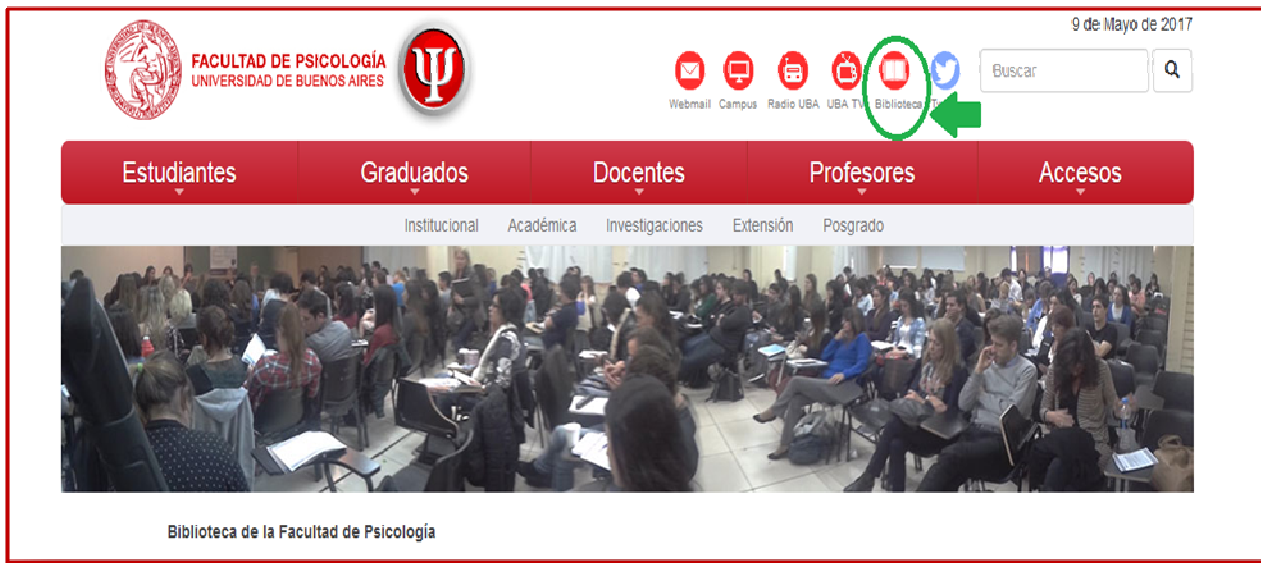 9 de Mayo de 2017
FACULTAD DE PSICOLOGÍA
UNIVERSIDAD DE BUENOS AIRES
Ψ
Buscar
Webmail Campus Radio UBA UBA TV Biblioteca
Estudiantes Graduados Docentes Profesores Accesos
Institucional Académica Investigaciones Extensión Posgrado
Biblioteca de la Facultad de Psicología